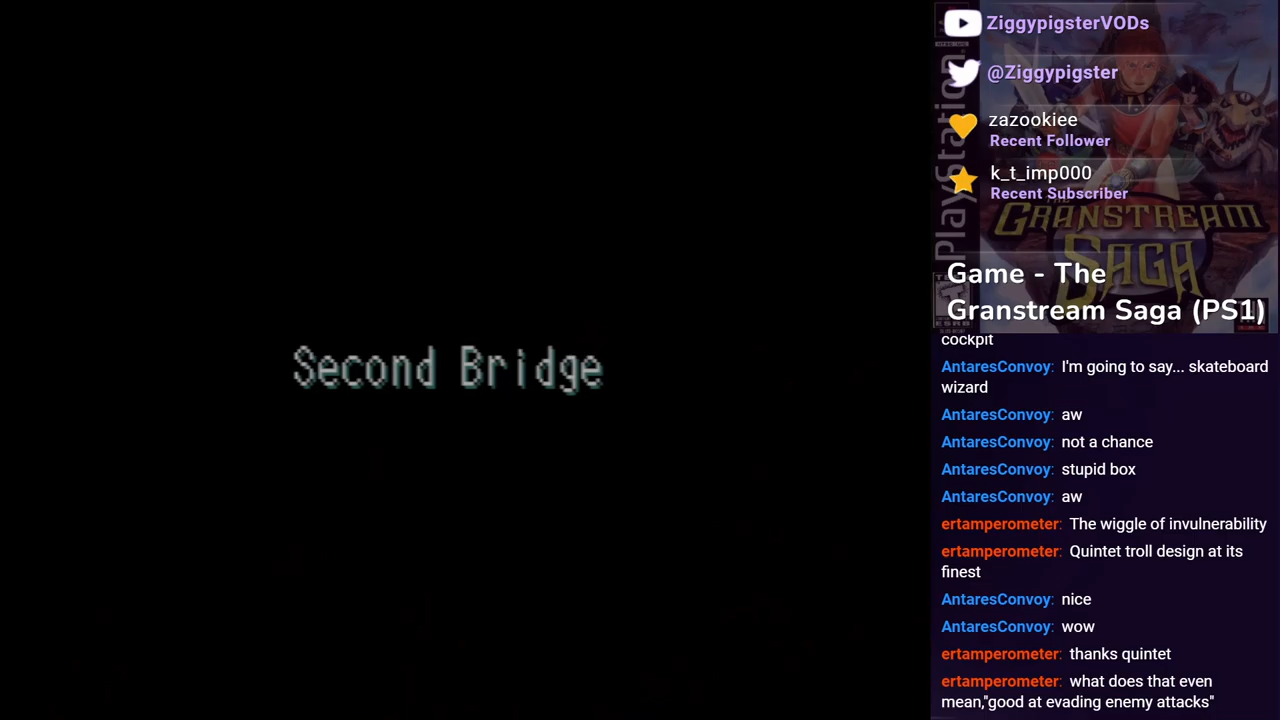 Second Bridge
ZiggypigsterVODs
@Ziggypigster
zazookiee
Recent Follower
k_t_imp000
Recent Subscriber
PlayStation
GRANSTREAM
SAGA
Game - The
Granstream Saga (PS1)
cockpit
AntaresConvoy: I'm going to say... skateboard
wizard
AntaresConvoy: aw
AntaresConvoy: not a chance
AntaresConvoy: stupid box
AntaresConvoy: aw
ertamperometer: The wiggle of invulnerability
ertamperometer: Quintet troll design at its
finest
AntaresConvoy: nice
AntaresConvoy: wow
ertamperometer: thanks quintet
ertamperometer: what does that even
mean,"good at evading enemy attacks"